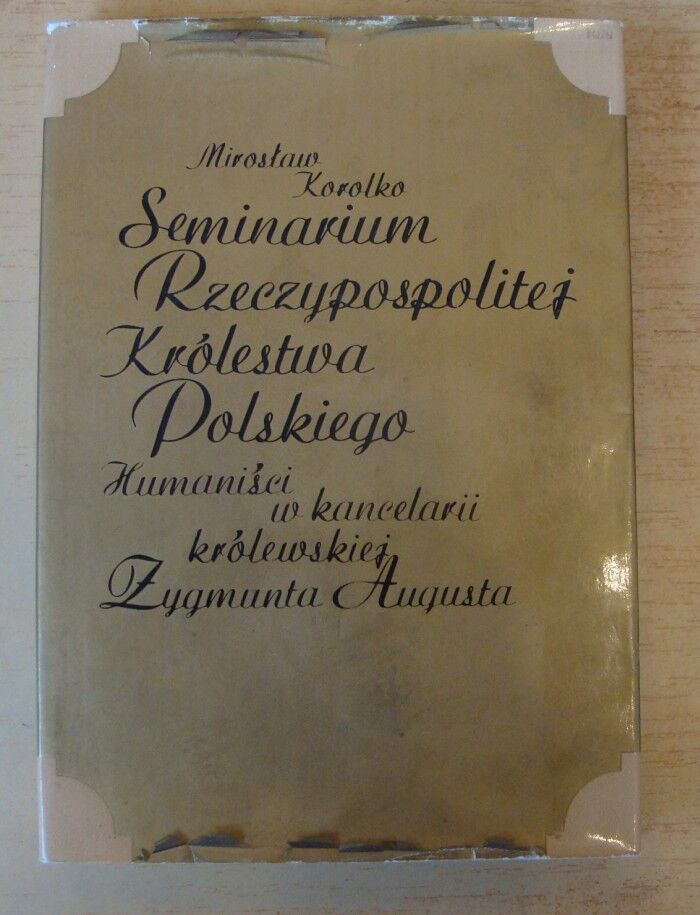 Mirosław
Korolko
Seminarium
Rzeczypospolitej
Królestwa
Polskiego
Humaniści
w kancelarii
królewskiej
Zygmunta Augusta